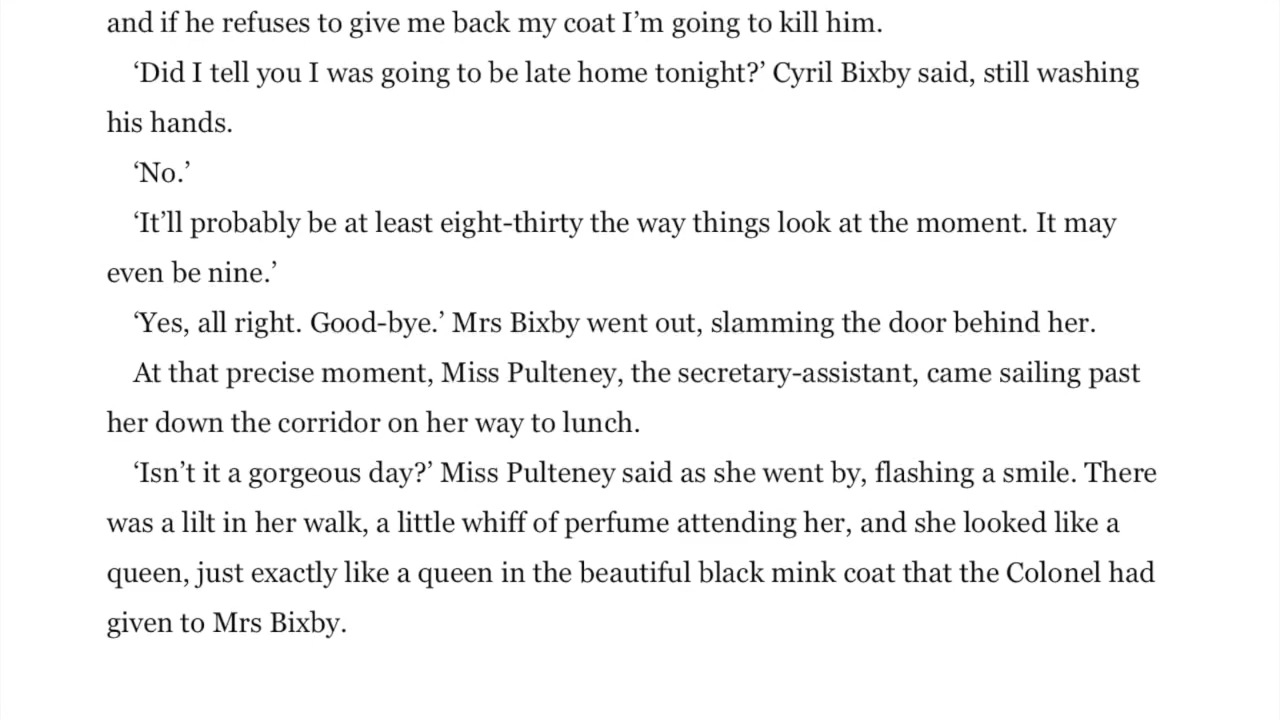 and if he refuses to give me back my coat I’m going to kill him.
‘Did I tell you I was going to be late home tonight?’ Cyril Bixby said, still washing
his hands.
‘No.’
‘It’ll probably be at least eight-thirty the way things look at the moment. It may
even be nine.’
‘Yes, all right. Good-bye.’ Mrs Bixby went out, slamming the door behind her.
At that precise moment, Miss Pulteney, the secretary-assistant, came sailing past
her down the corridor on her way to lunch.
‘Isn’t it a gorgeous day?’ Miss Pulteney said as she went by, flashing a smile. There
was a lilt in her walk, a little whiff of perfume attending her, and she looked like a
queen, just exactly like a queen in the beautiful black mink coat that the Colonel had
given to Mrs Bixby.